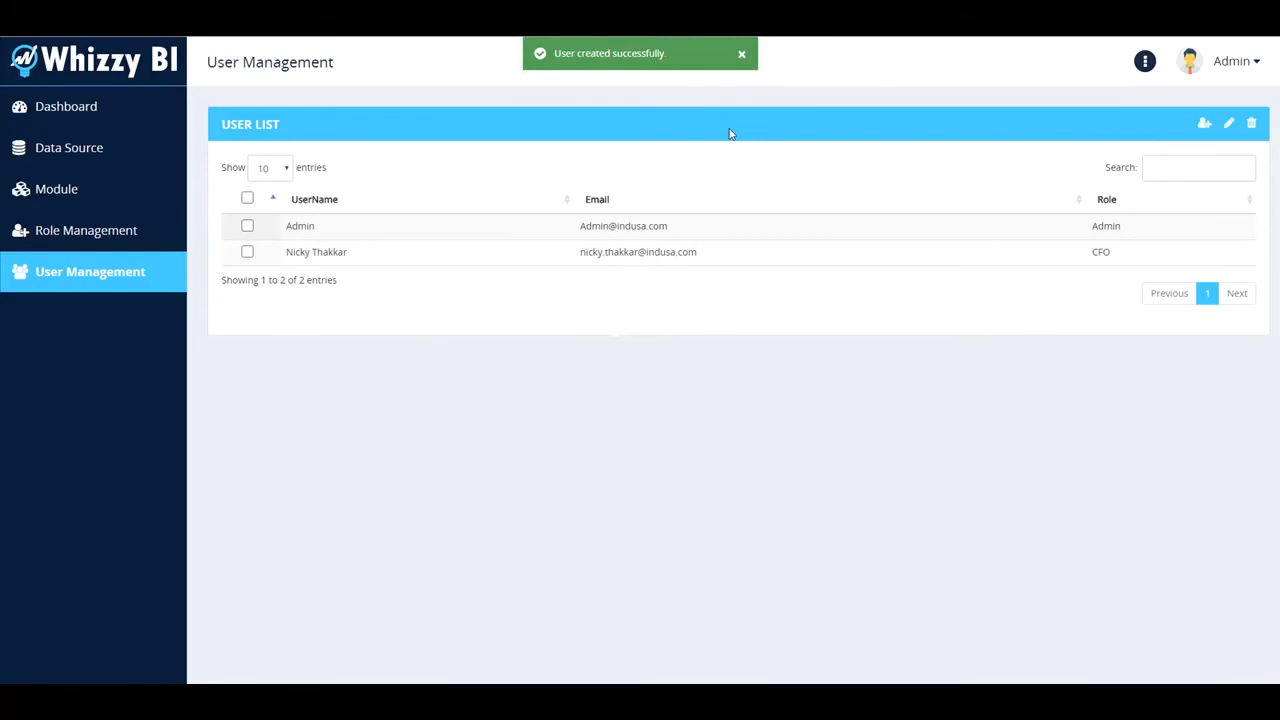 Whizzy BI
User Management
User created successfully.
Admin
Dashboard
Data Source
Module
Role Management
User Management
USER LIST
Show 10 entries
Search:
UserName Email Role
Admin Admin@indusa.com Admin
Nicky Thakkar nicky.thakkar@indusa.com CFO
Showing 1 to 2 of 2 entries
Previous 1 Next